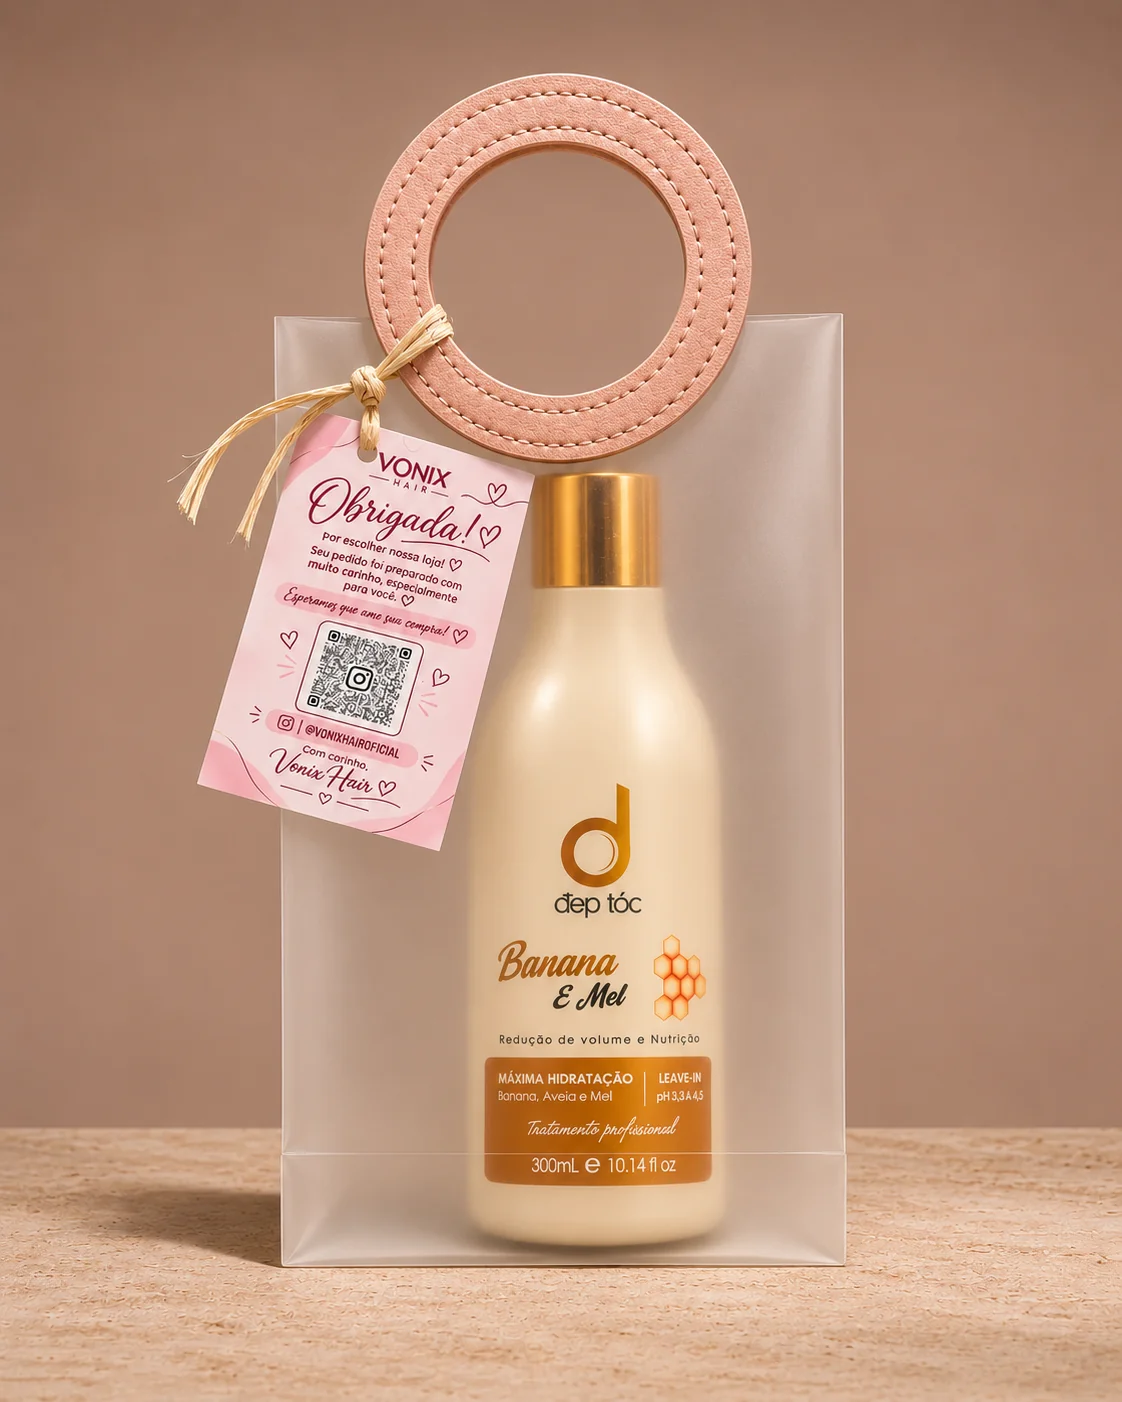 VONIX
HAIR
Obrigada!
Por escolher nossa loja!
Seu pedido foi preparado com
muito carinho, especialmente
para você.
Esperamos que ame sua compra!
@VONIXHAIROFICIAL
Com carinho,
Vonix Hair
đep tóc
Banana
E Mel
Redução de volume e Nutrição
MÁXIMA HIDRATAÇÃO
Banana, Aveia e Mel
LEAVE-IN
pH 3,3 A 4,5
Tratamento profissional
300mL e 10.14 fl oz